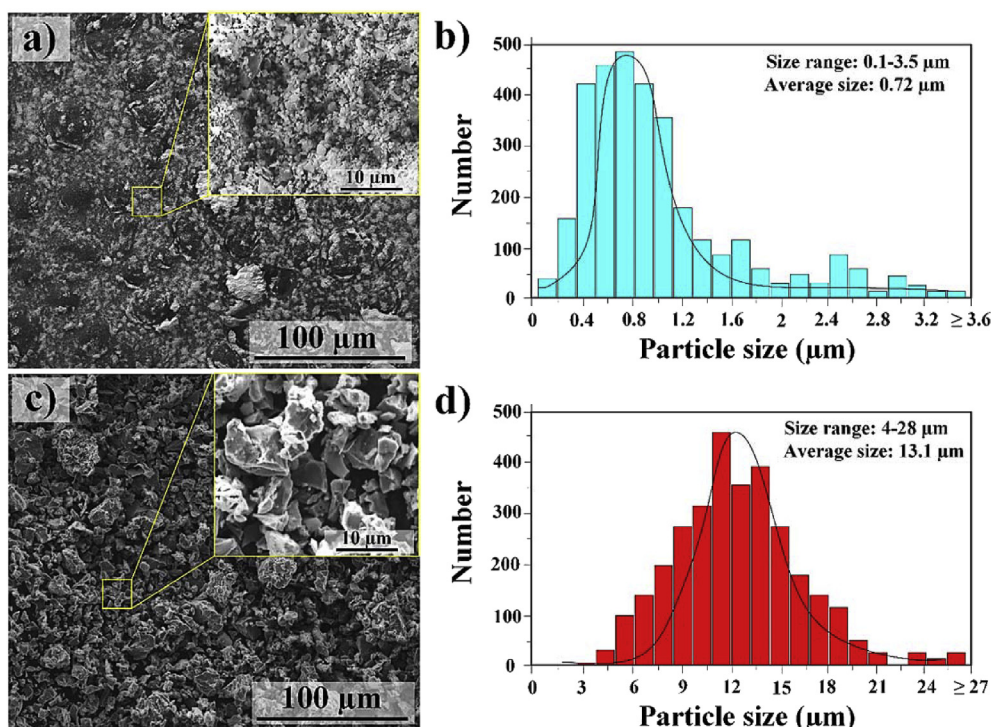 a)
10 µm
100 µm
b)
Size range: 0.1-3.5 µm
Average size: 0.72 µm
Number
500
400
300
200
100
0
0 0.4 0.8 1.2 1.6 2 2.4 2.8 3.2 ≥ 3.6
Particle size (µm)
c)
10 µm
100 µm
d)
Size range: 4-28 µm
Average size: 13.1 µm
Number
500
400
300
200
100
0
0 3 6 9 12 15 18 21 24 ≥ 27
Particle size (µm)